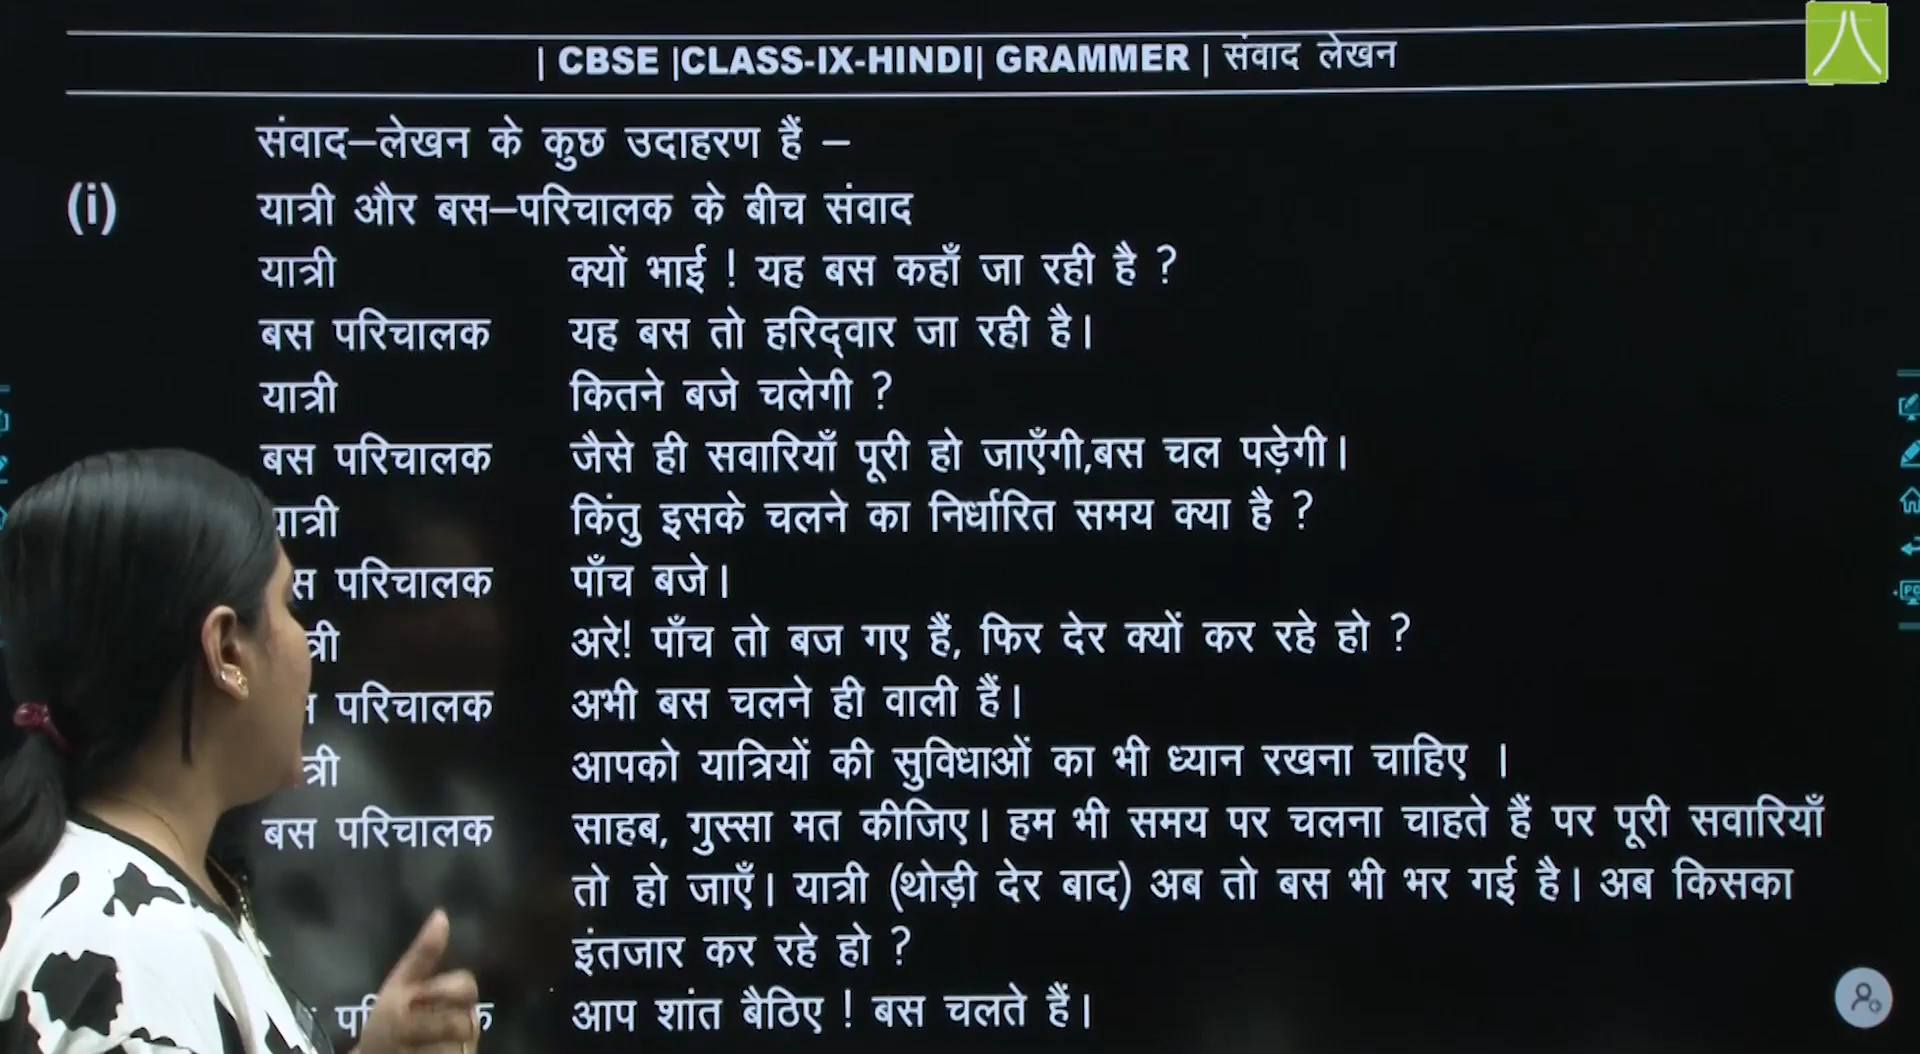 | CBSE |CLASS-IX-HINDI| GRAMMER | संवाद लेखन
संवाद–लेखन के कुछ उदाहरण हैं –
(i) यात्री और बस–परिचालक के बीच संवाद
यात्री क्यों भाई ! यह बस कहाँ जा रही है ?
बस परिचालक यह बस तो हरिद्‌वार जा रही है।
यात्री कितने बजे चलेगी ?
बस परिचालक जैसे ही सवारियाँ पूरी हो जाएँगी,बस चल पड़ेगी।
यात्री किंतु इसके चलने का निर्धारित समय क्या है ?
परिचालक पाँच बजे।
अरे! पाँच तो बज गए हैं, फिर देर क्यों कर रहे हो ?
परिचालक अभी बस चलने ही वाली हैं।
आपको यात्रियों की सुविधाओं का भी ध्यान रखना चाहिए ।
बस परिचालक साहब, गुस्सा मत कीजिए। हम भी समय पर चलना चाहते हैं पर पूरी सवारियाँ
तो हो जाएँ। यात्री (थोड़ी देर बाद) अब तो बस भी भर गई है। अब किसका
इंतजार कर रहे हो ?
आप शांत बैठिए ! बस चलते हैं।